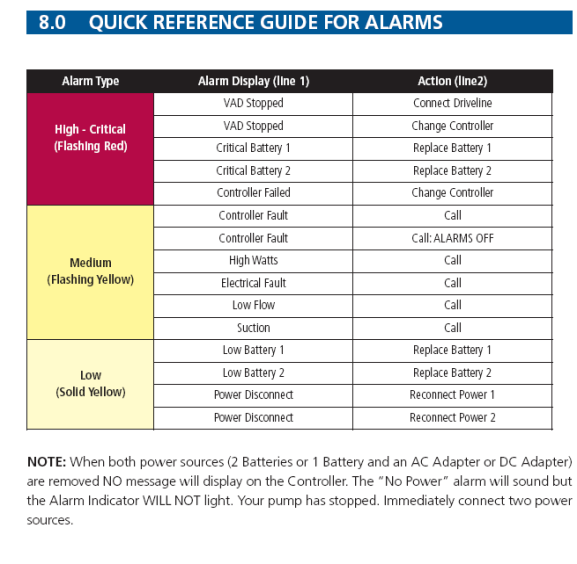 8.0 QUICK REFERENCE GUIDE FOR ALARMS
Alarm Type Alarm Display (line 1) Action (line2)
High - Critical
(Flashing Red)
VAD Stopped Connect Driveline
VAD Stopped Change Controller
Critical Battery 1 Replace Battery 1
Critical Battery 2 Replace Battery 2
Controller Failed Change Controller
Medium
(Flashing Yellow)
Controller Fault Call
Controller Fault Call: ALARMS OFF
High Watts Call
Electrical Fault Call
Low Flow Call
Suction Call
Low
(Solid Yellow)
Low Battery 1 Replace Battery 1
Low Battery 2 Replace Battery 2
Power Disconnect Reconnect Power 1
Power Disconnect Reconnect Power 2
NOTE: When both power sources (2 Batteries or 1 Battery and an AC Adapter or DC Adapter)
are removed NO message will display on the Controller. The "No Power" alarm will sound but
the Alarm Indicator WILL NOT light. Your pump has stopped. Immediately connect two power
sources.